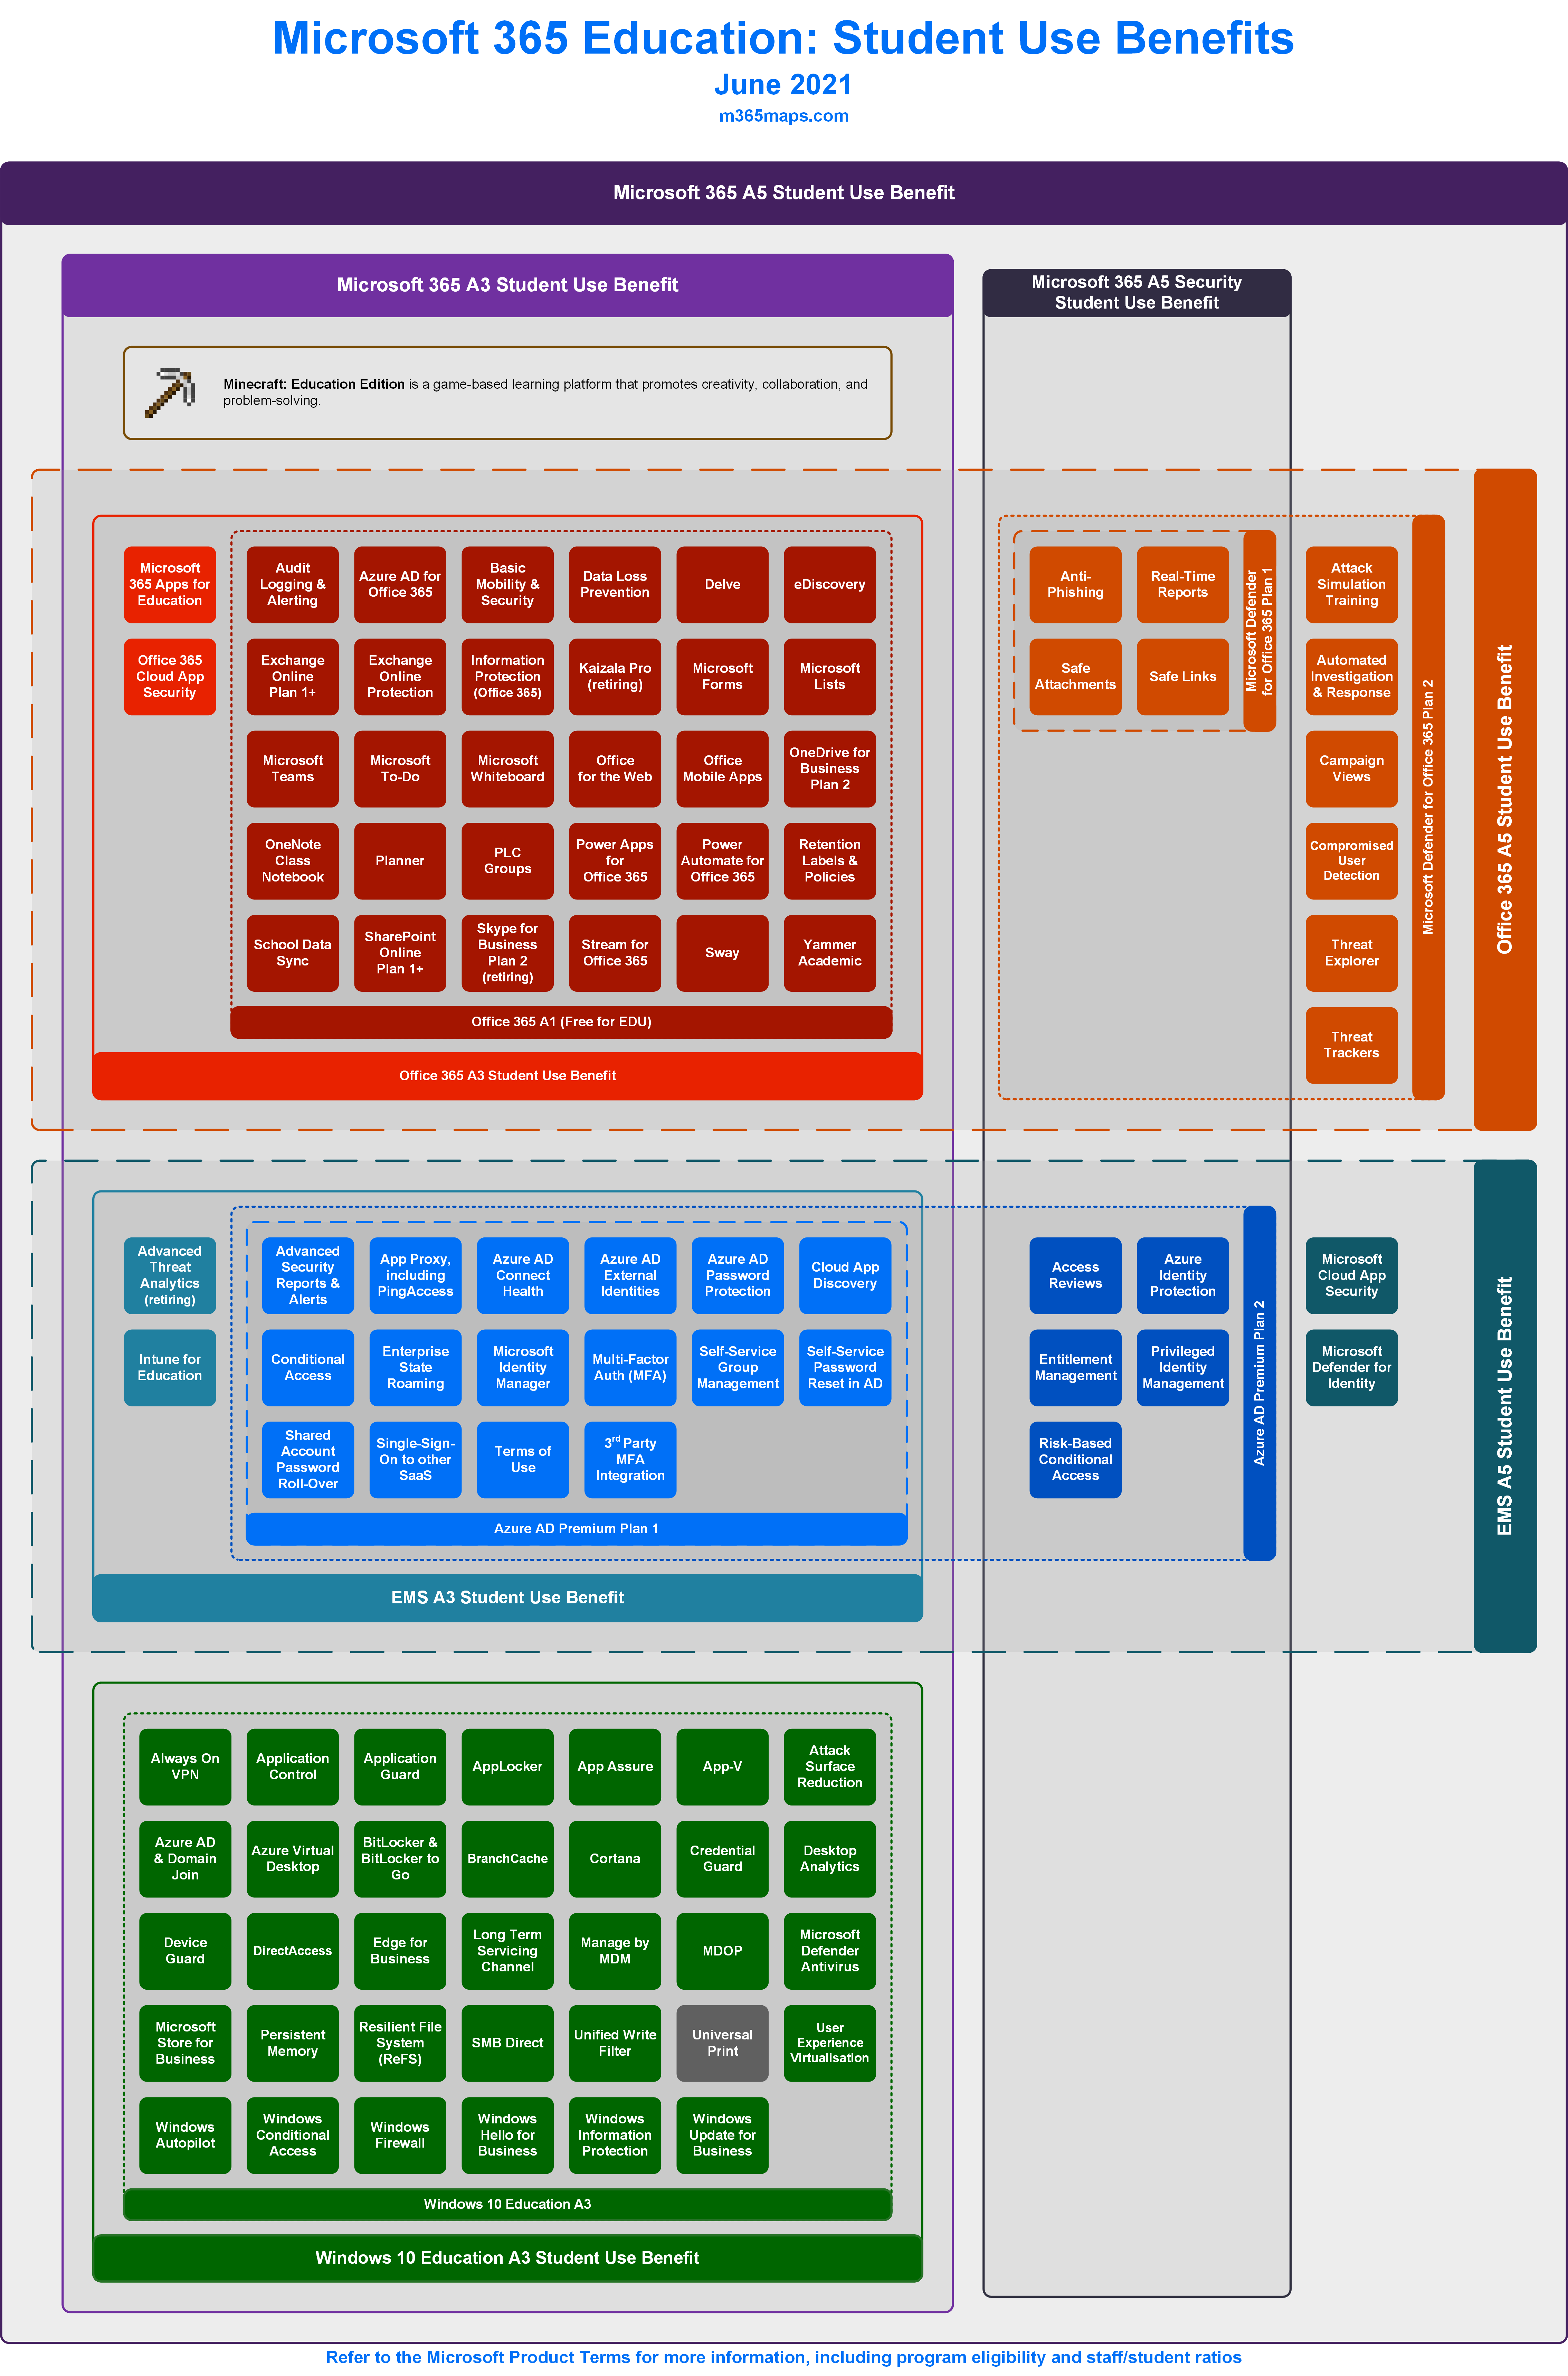 Microsoft 365 Education: Student Use Benefits
June 2021
m365maps.com
Microsoft 365 A5 Student Use Benefit
Microsoft 365 A3 Student Use Benefit
Microsoft 365 A5 Security
Student Use Benefit
Minecraft: Education Edition is a game-based learning platform that promotes creativity, collaboration, and
problem-solving.
Microsoft
365 Apps for
Education
Audit
Logging &
Alerting
Azure AD for
Office 365
Basic
Mobility &
Security
Data Loss
Prevention
Delve
eDiscovery
Office 365
Cloud App
Security
Exchange
Online
Plan 1+
Exchange
Online
Protection
Information
Protection
(Office 365)
Kaizala Pro
(retiring)
Microsoft
Forms
Microsoft
Lists
Microsoft
Teams
Microsoft
To-Do
Microsoft
Whiteboard
Office
for the Web
Office
Mobile Apps
OneDrive for
Business
Plan 2
OneNote
Class
Notebook
Planner
PLC
Groups
Power Apps
for
Office 365
Power
Automate for
Office 365
Retention
Labels &
Policies
School Data
Sync
SharePoint
Online
Plan 1+
Skype for
Business
Plan 2
(retiring)
Stream for
Office 365
Sway
Yammer
Academic
Office 365 A1 (Free for EDU)
Office 365 A3 Student Use Benefit
Anti-
Phishing
Real-Time
Reports
Safe
Attachments
Safe Links
Microsoft Defender
for Office 365 Plan 1
Attack
Simulation
Training
Automated
Investigation
& Response
Campaign
Views
Compromised
User
Detection
Threat
Explorer
Threat
Trackers
Microsoft Defender for Office 365 Plan 2
Office 365 A5 Student Use Benefit
Advanced
Threat
Analytics
(retiring)
Intune for
Education
Advanced
Security
Reports &
Alerts
App Proxy,
including
PingAccess
Azure AD
Connect
Health
Azure AD
External
Identities
Azure AD
Password
Protection
Cloud App
Discovery
Conditional
Access
Enterprise
State
Roaming
Microsoft
Identity
Manager
Multi-Factor
Auth (MFA)
Self-Service
Group
Management
Self-Service
Password
Reset in AD
Shared
Account
Password
Roll-Over
Single-Sign-
On to other
SaaS
Terms of
Use
3rd Party
MFA
Integration
Azure AD Premium Plan 1
EMS A3 Student Use Benefit
Access
Reviews
Azure
Identity
Protection
Entitlement
Management
Privileged
Identity
Management
Risk-Based
Conditional
Access
Azure AD Premium Plan 2
Microsoft
Cloud App
Security
Microsoft
Defender for
Identity
EMS A5 Student Use Benefit
Always On
VPN
Application
Control
Application
Guard
AppLocker
App Assure
App-V
Attack
Surface
Reduction
Azure AD
& Domain
Join
Azure Virtual
Desktop
BitLocker &
BitLocker to
Go
BranchCache
Cortana
Credential
Guard
Desktop
Analytics
Device
Guard
DirectAccess
Edge for
Business
Long Term
Servicing
Channel
Manage by
MDM
MDOP
Microsoft
Defender
Antivirus
Microsoft
Store for
Business
Persistent
Memory
Resilient File
System
(ReFS)
SMB Direct
Unified Write
Filter
Universal
Print
User
Experience
Virtualisation
Windows
Autopilot
Windows
Conditional
Access
Windows
Firewall
Windows
Hello for
Business
Windows
Information
Protection
Windows
Update for
Business
Windows 10 Education A3
Windows 10 Education A3 Student Use Benefit
Refer to the Microsoft Product Terms for more information, including program eligibility and staff/student ratios